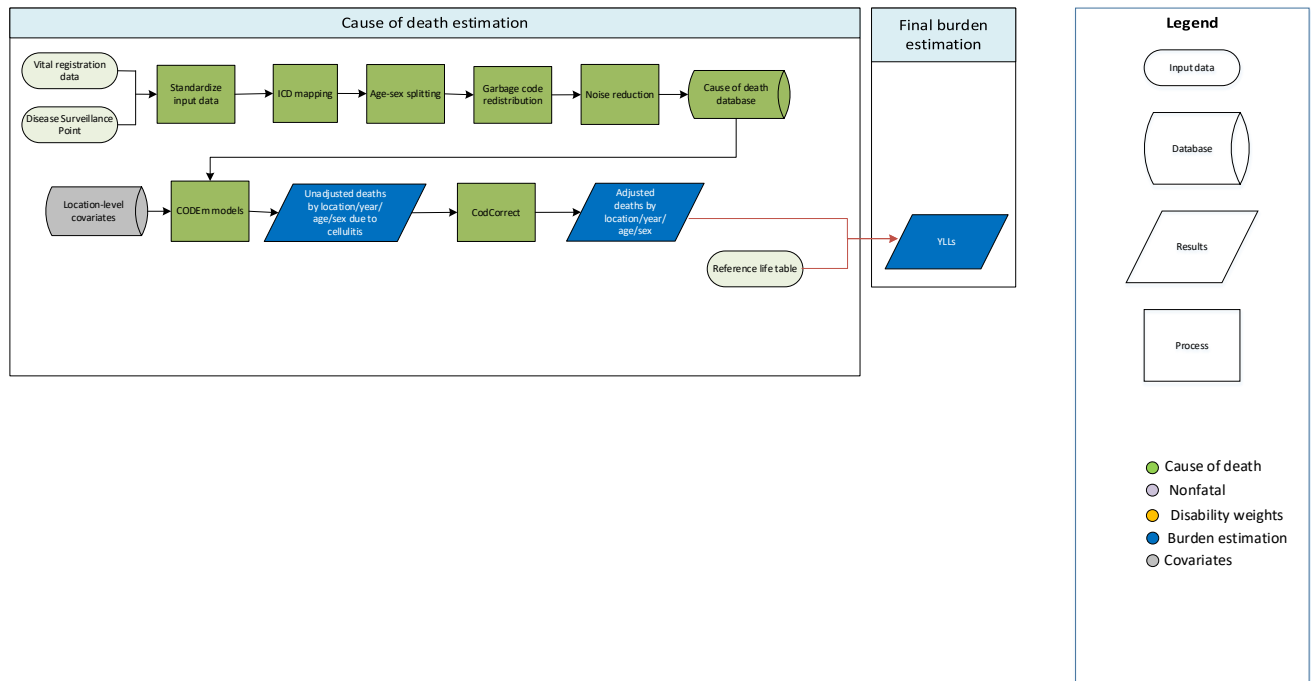 Cause of death estimation
Final burden
estimation
Legend
Vital registration
data
Disease Surveillance
Point
Standardize
input data
ICD mapping
Age-sex splitting
Garbage code
redistribution
Noise reduction
Cause of death
database
Location-level
covariates
CODEm models
Unadjusted deaths
by location/year/
age/sex due to
cellulitis
CodCorrect
Adjusted
deaths by
location/year/
age/sex
Reference life table
YLLs
Input data
Database
Results
Process
Cause of death
Nonfatal
Disability weights
Burden estimation
Covariates